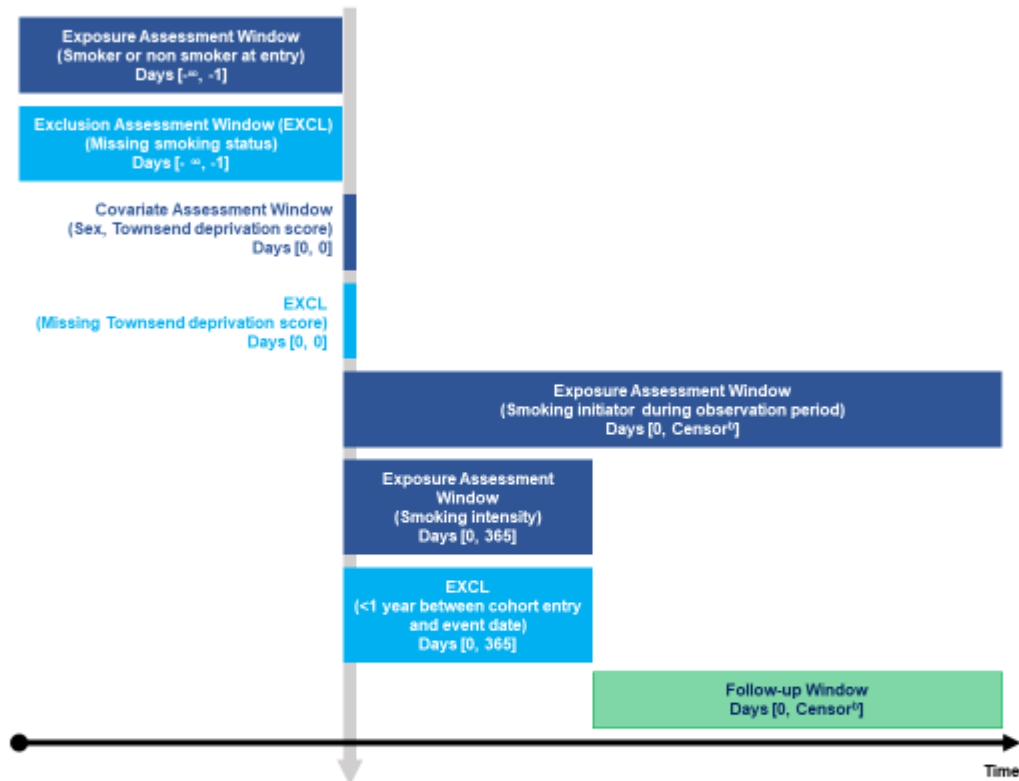 Exposure Assessment Window
(Smoker or non smoker at entry)
Days [-∞, -1]
Exclusion Assessment Window (EXCL)
(Missing smoking status)
Days [- ∞, -1]
Covariate Assessment Window
(Sex, Townsend deprivation score)
Days [0, 0]
EXCL
(Missing Townsend deprivation score)
Days [0, 0]
Exposure Assessment Window
(Smoking initiator during observation period)
Days [0, Censorᵇ]
Exposure Assessment
Window
(Smoking intensity)
Days [0, 365]
EXCL
(<1 year between cohort entry
and event date)
Days [0, 365]
Follow-up Window
Days [0, Censorᵇ]
Time